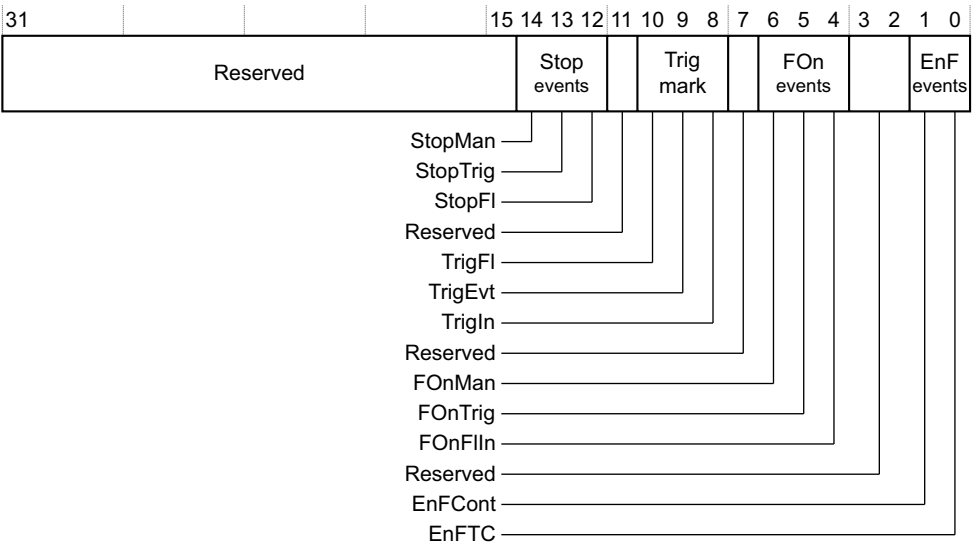 31 15 14 13 12 11 10 9 8 7 6 5 4 3 2 1 0
Reserved
Stop
events
Trig
mark
FOn
events
EnF
events
StopMan
StopTrig
StopFl
Reserved
TrigFl
TrigEvt
TrigIn
Reserved
FOnMan
FOnTrig
FOnFlIn
Reserved
EnFCont
EnFTC